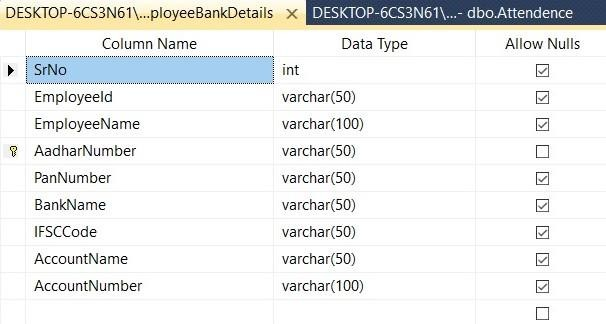 DESKTOP-6CS3N61\...ployeeBankDetails DESKTOP-6CS3N61\...- dbo.Attendence
Column Name Data Type Allow Nulls
SrNo int
EmployeeId varchar(50)
EmployeeName varchar(100)
AadharNumber varchar(50)
PanNumber varchar(50)
BankName varchar(50)
IFSCCode varchar(50)
AccountName varchar(50)
AccountNumber varchar(100)